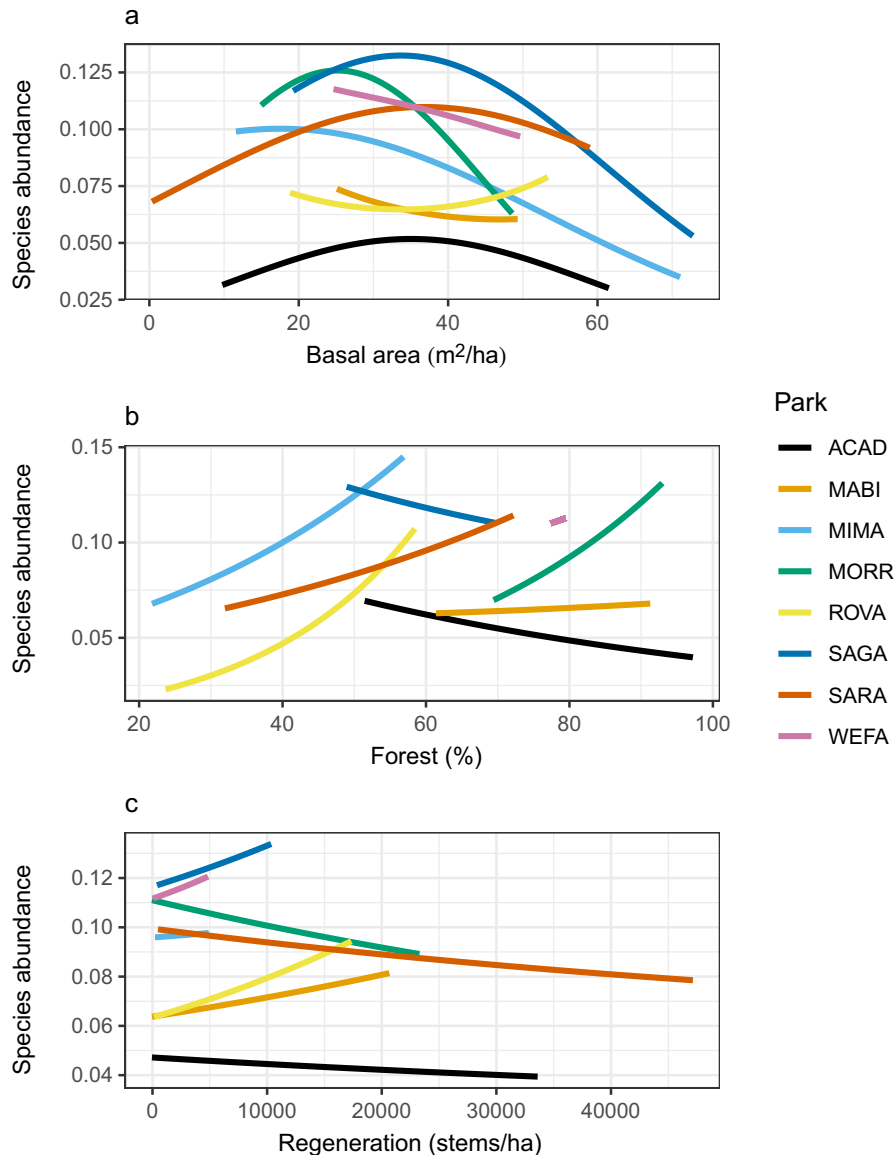 a
Species abundance
0.125
0.100
0.075
0.050
0.025
0 20 40 60
Basal area (m²/ha)
b
Species abundance
0.15
0.10
0.05
20 40 60 80 100
Forest (%)
Park
ACAD
MABI
MIMA
MORR
ROVA
SAGA
SARA
WEFA
c
Species abundance
0.12
0.10
0.08
0.06
0.04
0 10000 20000 30000 40000
Regeneration (stems/ha)